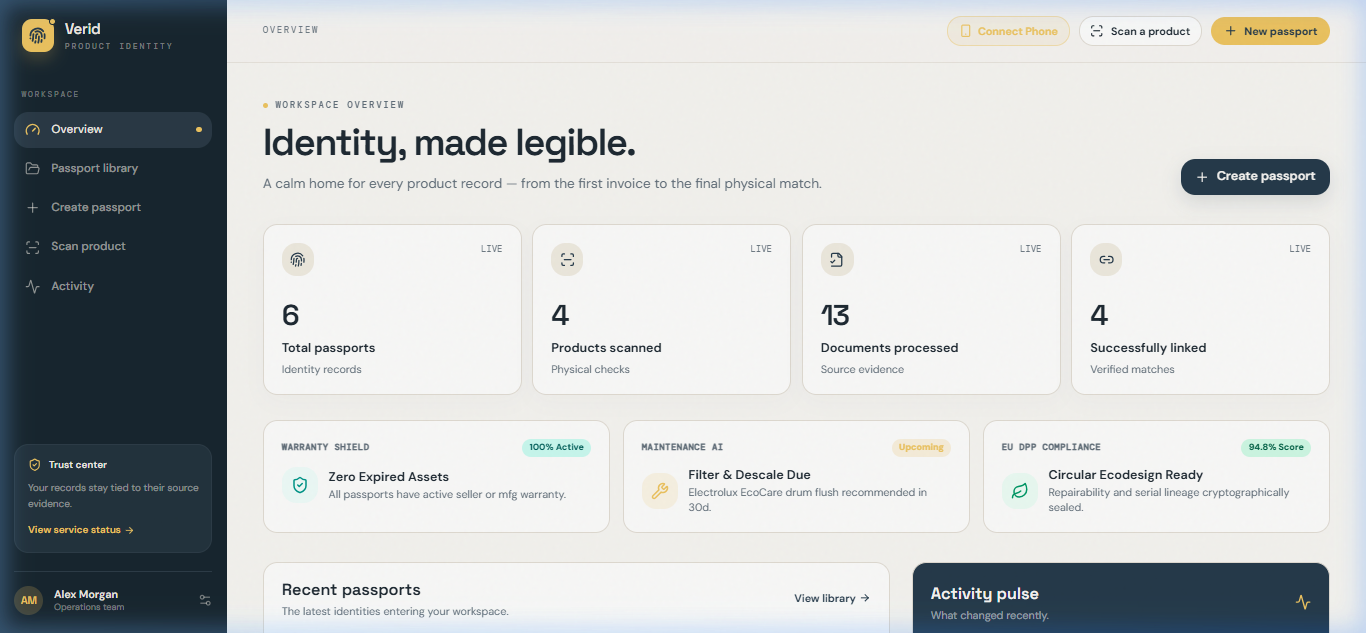 Verid
PRODUCT IDENTITY
WORKSPACE
Overview
Passport library
Create passport
Scan product
Activity
Trust center
Your records stay tied to their source
evidence.
View service status →
AM
Alex Morgan
Operations team
OVERVIEW
Connect Phone
Scan a product
+ New passport
WORKSPACE OVERVIEW
Identity, made legible.
A calm home for every product record — from the first invoice to the final physical match.
+ Create passport
LIVE
6
Total passports
Identity records
LIVE
4
Products scanned
Physical checks
LIVE
13
Documents processed
Source evidence
LIVE
4
Successfully linked
Verified matches
WARRANTY SHIELD
100% Active
Zero Expired Assets
All passports have active seller or mfg warranty.
MAINTENANCE AI
Upcoming
Filter & Descale Due
Electrolux EcoCare drum flush recommended in
30d.
EU DPP COMPLIANCE
94.8% Score
Circular Ecodesign Ready
Repairability and serial lineage cryptographically
sealed.
Recent passports
The latest identities entering your workspace.
View library →
Activity pulse
What changed recently.